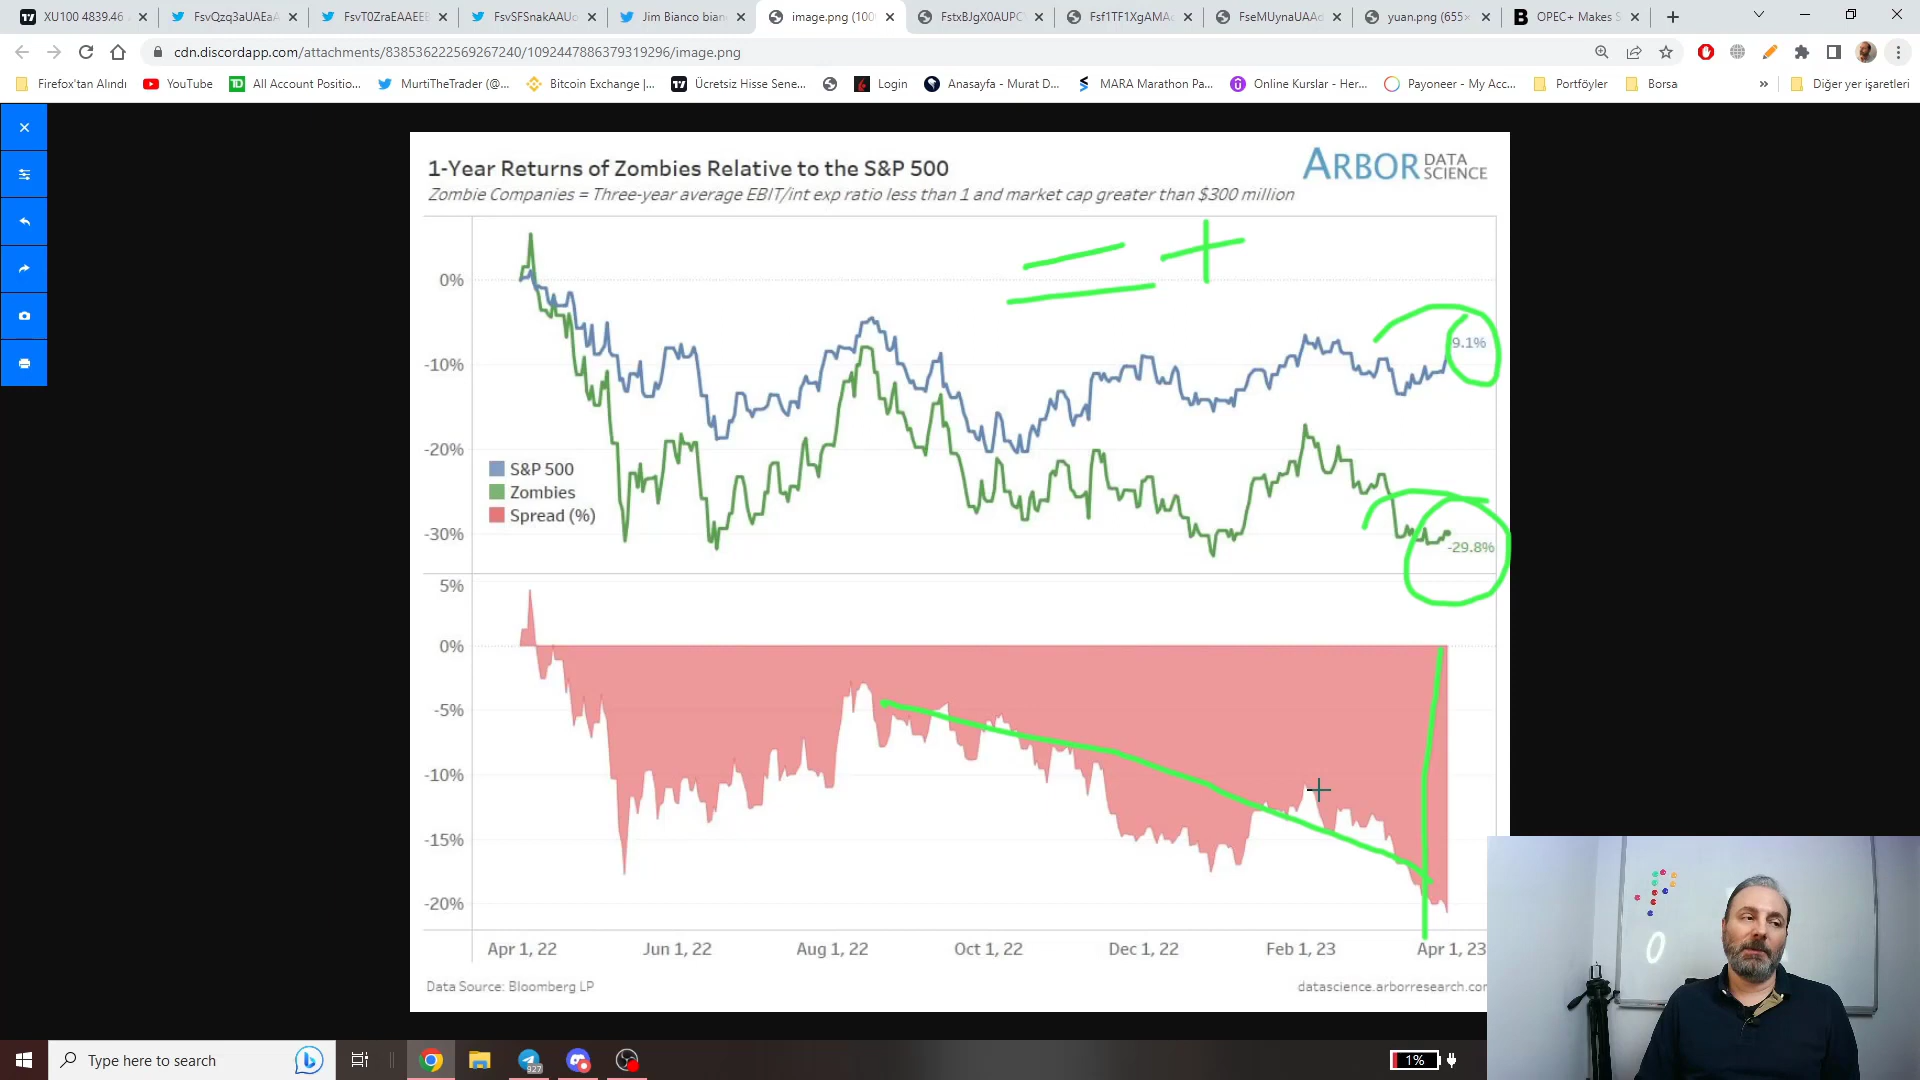 XU100 4839.46
FsvQzq3aUAEaA
FsvT0ZraEAAEEB
FsvSFSnakAAUo
Jim Bianco bian
image.png (100
FstxBJgX0AUPC
Fsf1TF1XgAMA
FseMUynaUAA
yuan.png (655×
OPEC+ Makes S
cdn.discordapp.com/attachments/838536222569267240/1092447886379319296/image.png
Firefox'tan Alındı
YouTube
All Account Positio...
MurtiTheTrader (@...
Bitcoin Exchange |...
Ücretsiz Hisse Sene...
Login
Anasayfa - Murat D...
MARA Marathon Pa...
Online Kurslar - Her...
Payoneer - My Acc...
Portföyler
Borsa
»
Diğer yer işaretleri
1-Year Returns of Zombies Relative to the S&P 500
ARBOR DATA SCIENCE
Zombie Companies = Three-year average EBIT/int exp ratio less than 1 and market cap greater than $300 million
0%
-10%
-20%
-30%
9.1%
-29.8%
S&P 500
Zombies
Spread (%)
5%
0%
-5%
-10%
-15%
-20%
Apr 1, 22
Jun 1, 22
Aug 1, 22
Oct 1, 22
Dec 1, 22
Feb 1, 23
Apr 1, 23
Data Source: Bloomberg LP
datascience.arborresearch.co
Type here to search
927
1%